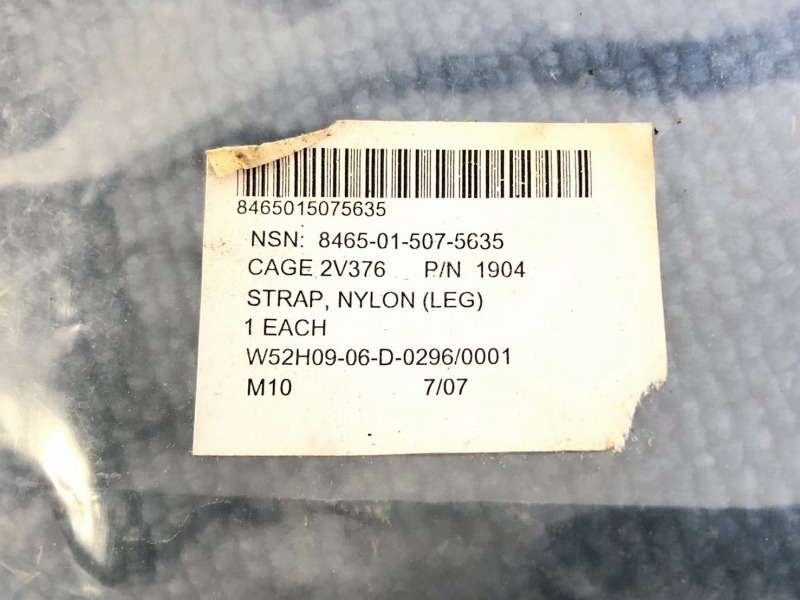 8465015075635
NSN: 8465-01-507-5635
CAGE 2V376 P/N 1904
STRAP, NYLON (LEG)
1 EACH
W52H09-06-D-0296/0001
M10 7/07